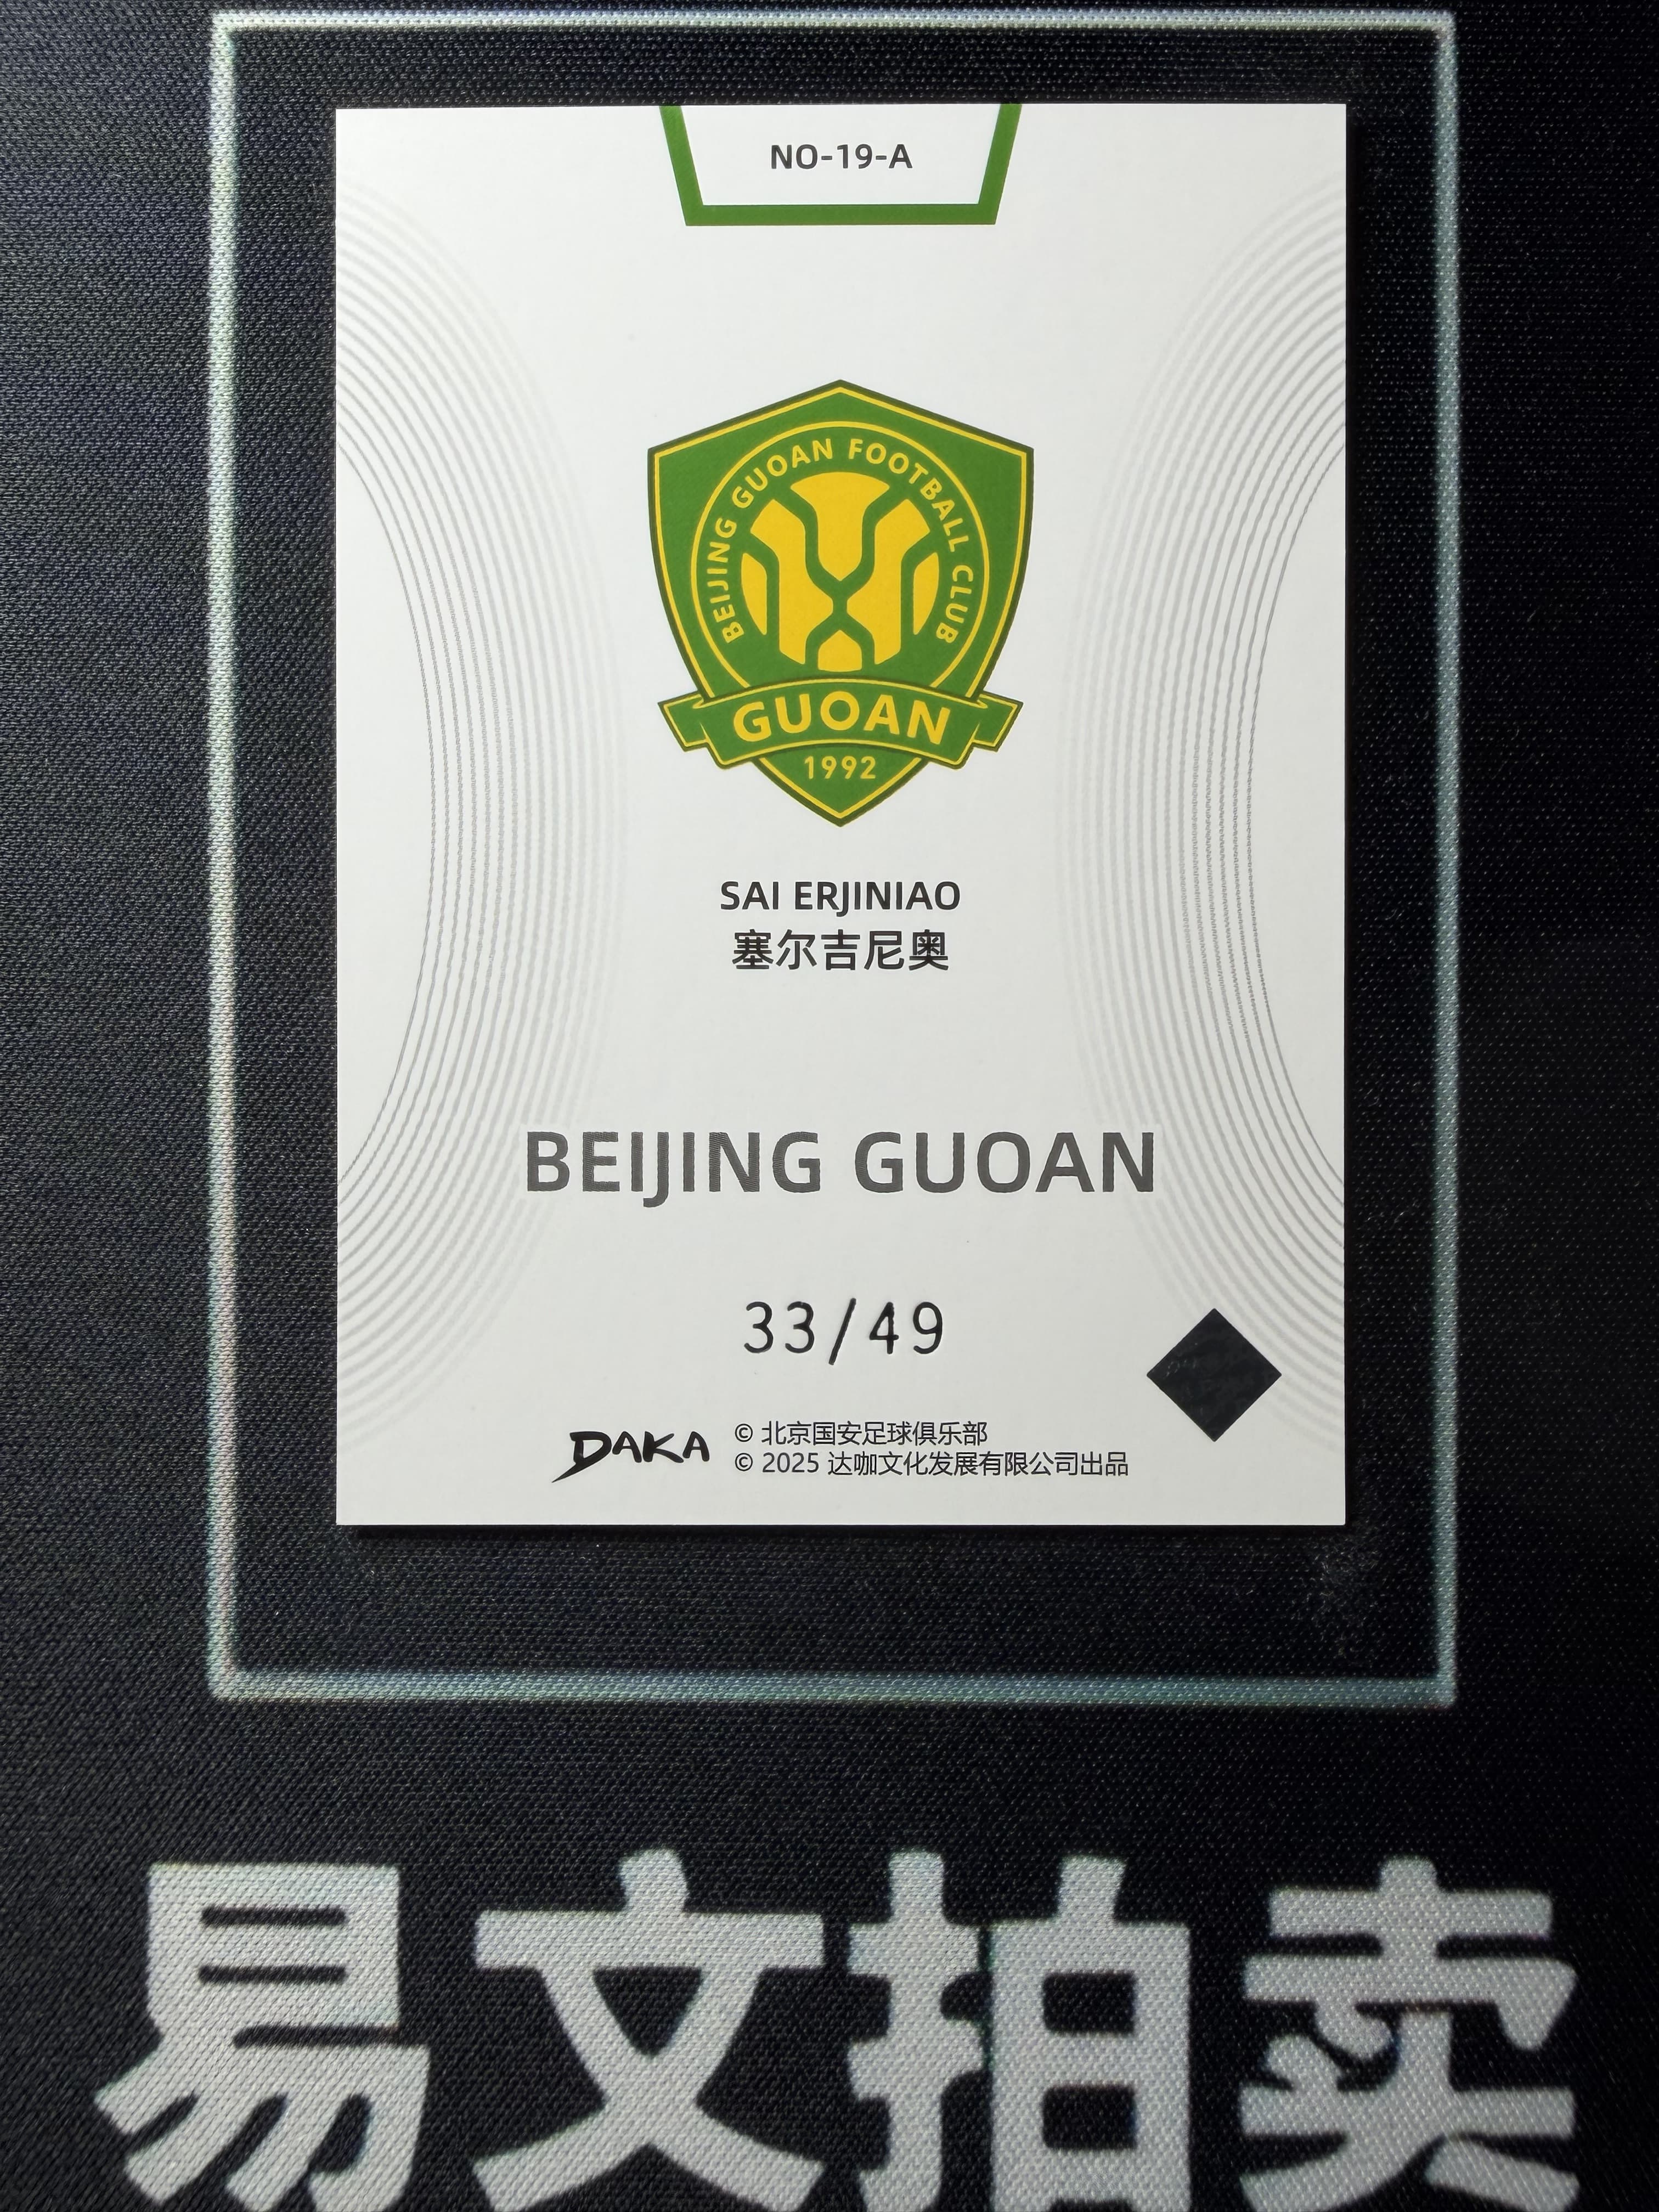 NO-19-A
BEIJING GUOAN FOOTBALL CLUB
GUOAN
1992
SAI ERJINIAO
塞尔吉尼奥
BEIJING GUOAN
33/49
DAKA
© 北京国安足球俱乐部
© 2025 达咖文化发展有限公司出品
易文拍卖